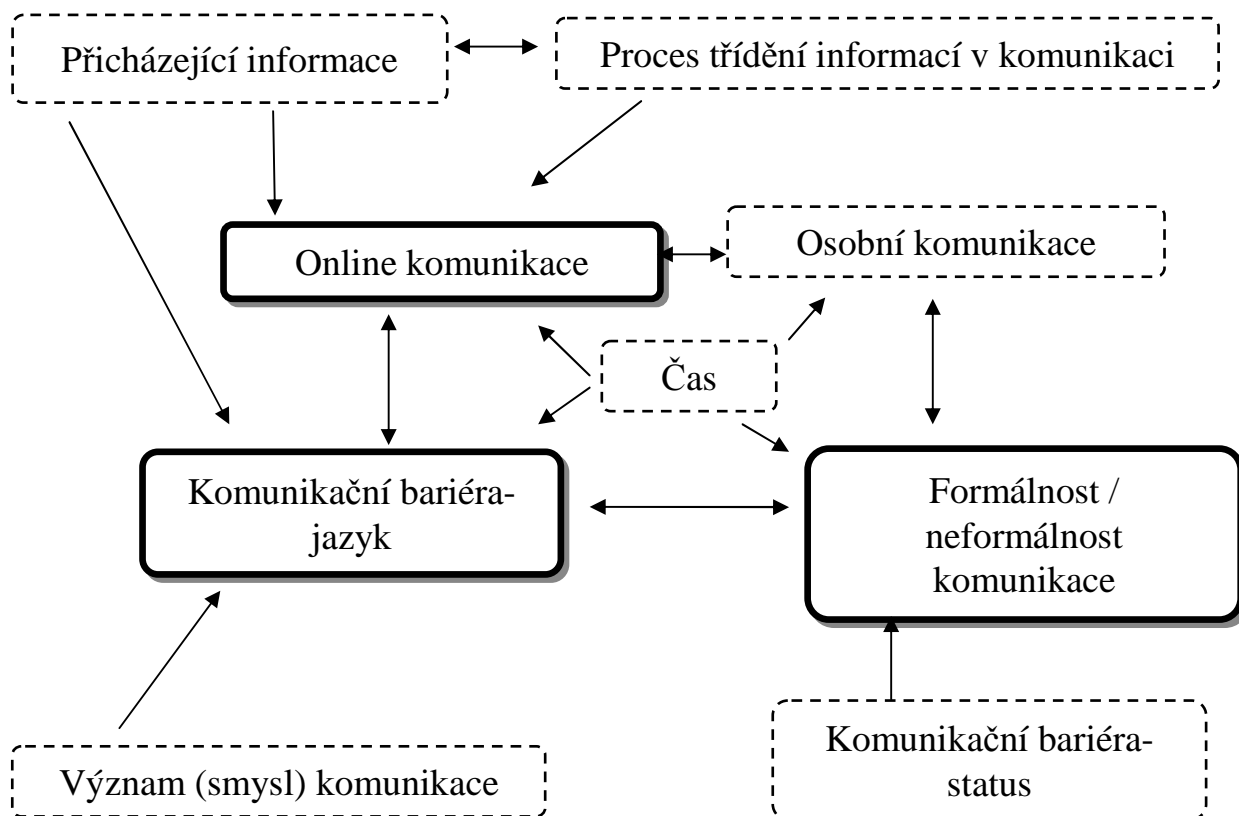 Přicházející informace
Proces třídění informací v komunikaci
Online komunikace
Osobní komunikace
Čas
Komunikační bariéra-
jazyk
Formálnost /
neformálnost
komunikace
Význam (smysl) komunikace
Komunikační bariéra-
status